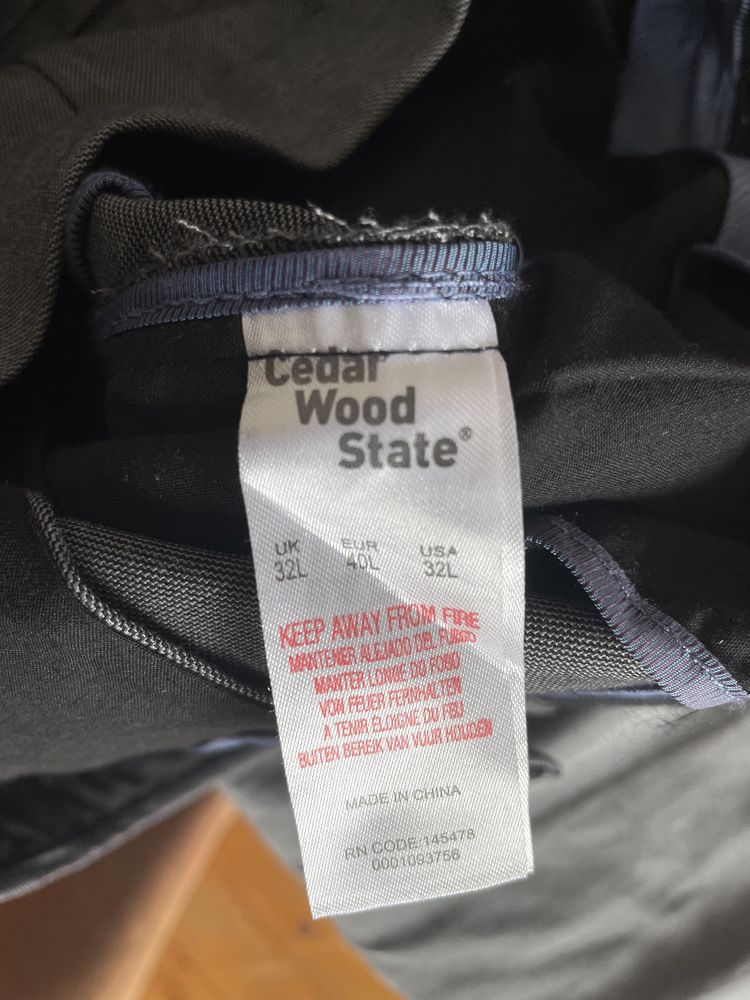 Cedar
Wood
State®
UK EUR USA
32L 40L 32L
KEEP AWAY FROM FIRE
MANTENER ALEJADO DEL FUEGO
MANTER LONGE DO FOGO
VON FEUER FERNHALTEN
A TENIR ELOIGNE DU FEU
BUITEN BEREIK VAN VUUR HOUDEN
MADE IN CHINA
RN CODE:145478
0001093756